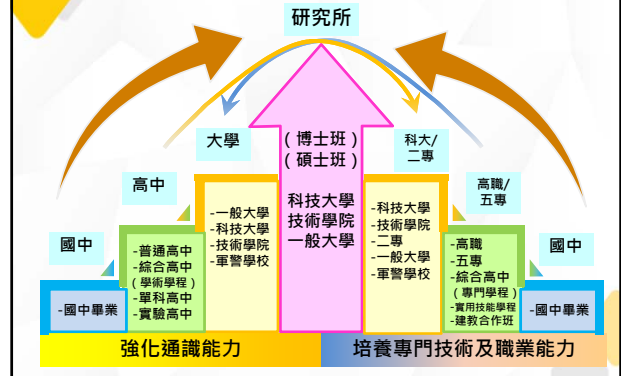 研究所
大學
(博士班)
(碩士班)
科技大學
技術學院
一般大學
科大/
二專
高中
-一般大學
-科技大學
-技術學院
-軍警學校
-科技大學
-技術學院
-二專
-一般大學
-軍警學校
高職/
五專
國中
-普通高中
-綜合高中
(學術學程)
-單科高中
-實驗高中
-高職
-五專
-綜合高中
(專門學程)
-實用技能學程
-建教合作班
國中
-國中畢業
-國中畢業
強化通識能力
培養專門技術及職業能力